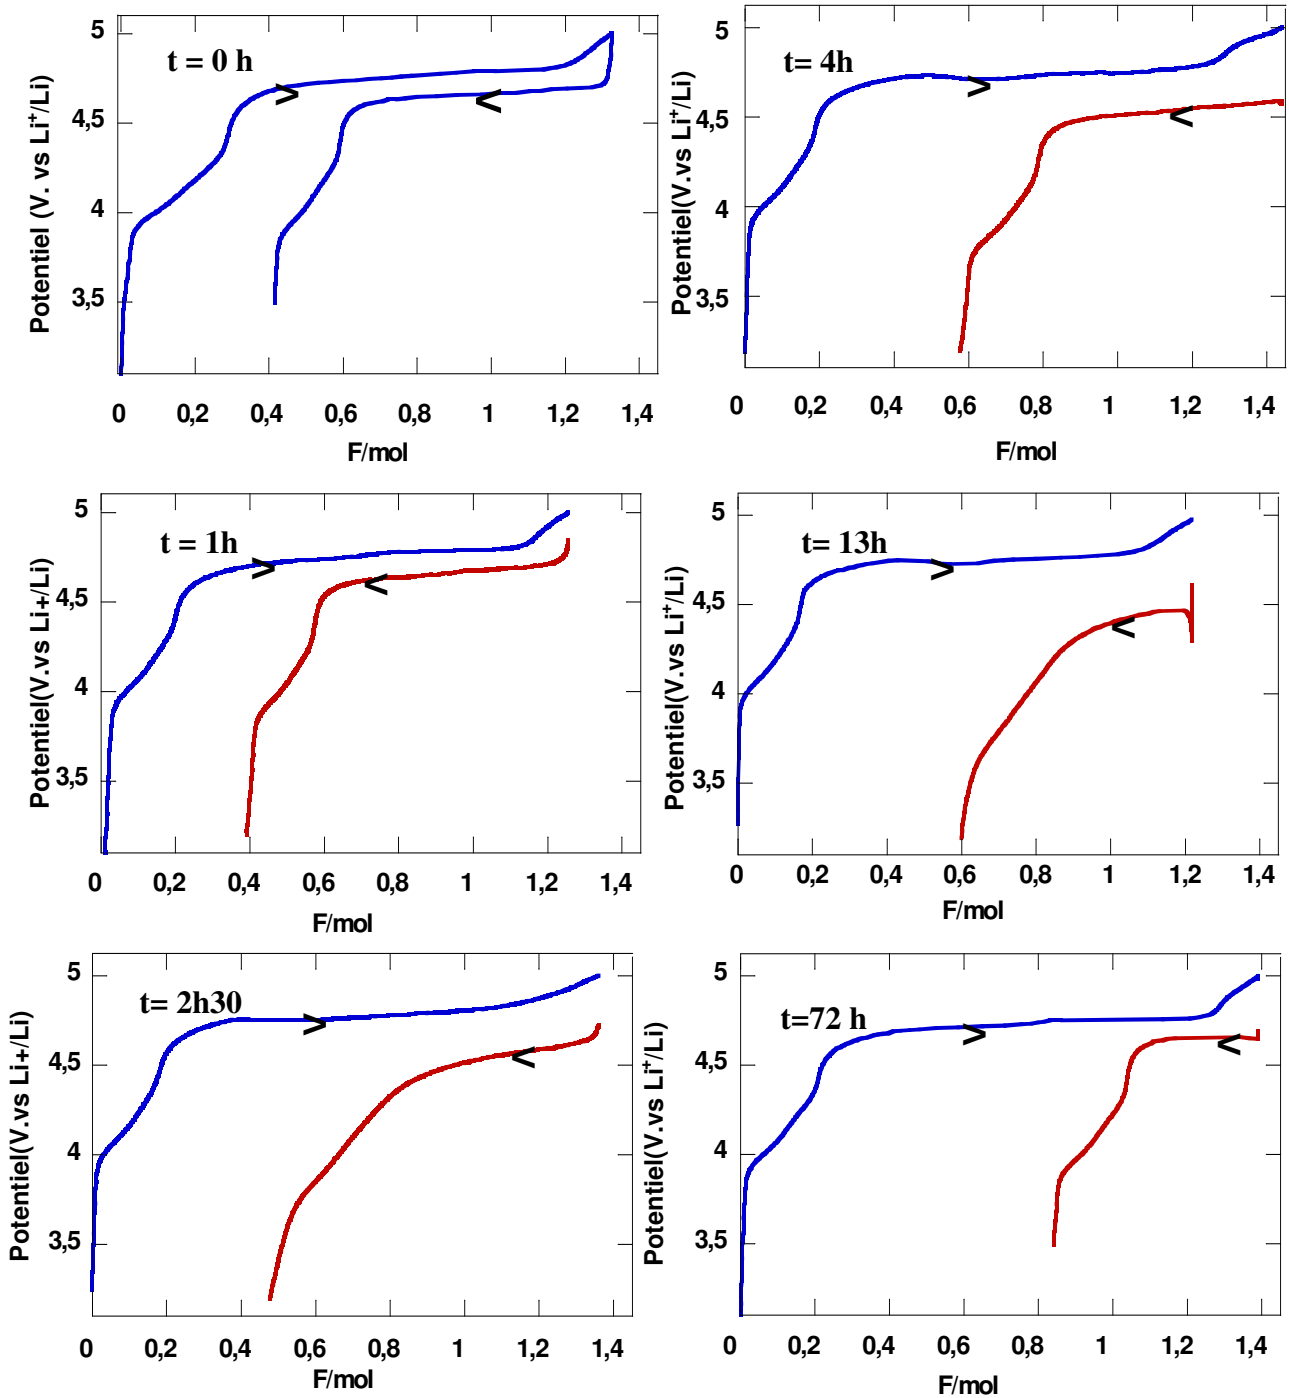 t = 0 h
Potentiel (V. vs Li⁺/Li)
5
4,5
4
3,5
0 0,2 0,4 0,6 0,8 1 1,2 1,4
F/mol
t= 4h
Potentiel(V.vs Li⁺/Li)
5
4,5
4
3,5
0 0,2 0,4 0,6 0,8 1 1,2 1,4
F/mol
t = 1h
Potentiel(V.vs Li+/Li)
5
4,5
4
3,5
0 0,2 0,4 0,6 0,8 1 1,2 1,4
F/mol
t= 13h
Potentiel(V.vs Li⁺/Li)
5
4,5
4
3,5
0 0,2 0,4 0,6 0,8 1 1,2 1,4
F/mol
t= 2h30
Potentiel(V.vs Li+/Li)
5
4,5
4
3,5
0 0,2 0,4 0,6 0,8 1 1,2 1,4
F/mol
t=72 h
Potentiel(V.vs Li⁺/Li)
5
4,5
4
3,5
0 0,2 0,4 0,6 0,8 1 1,2 1,4
F/mol